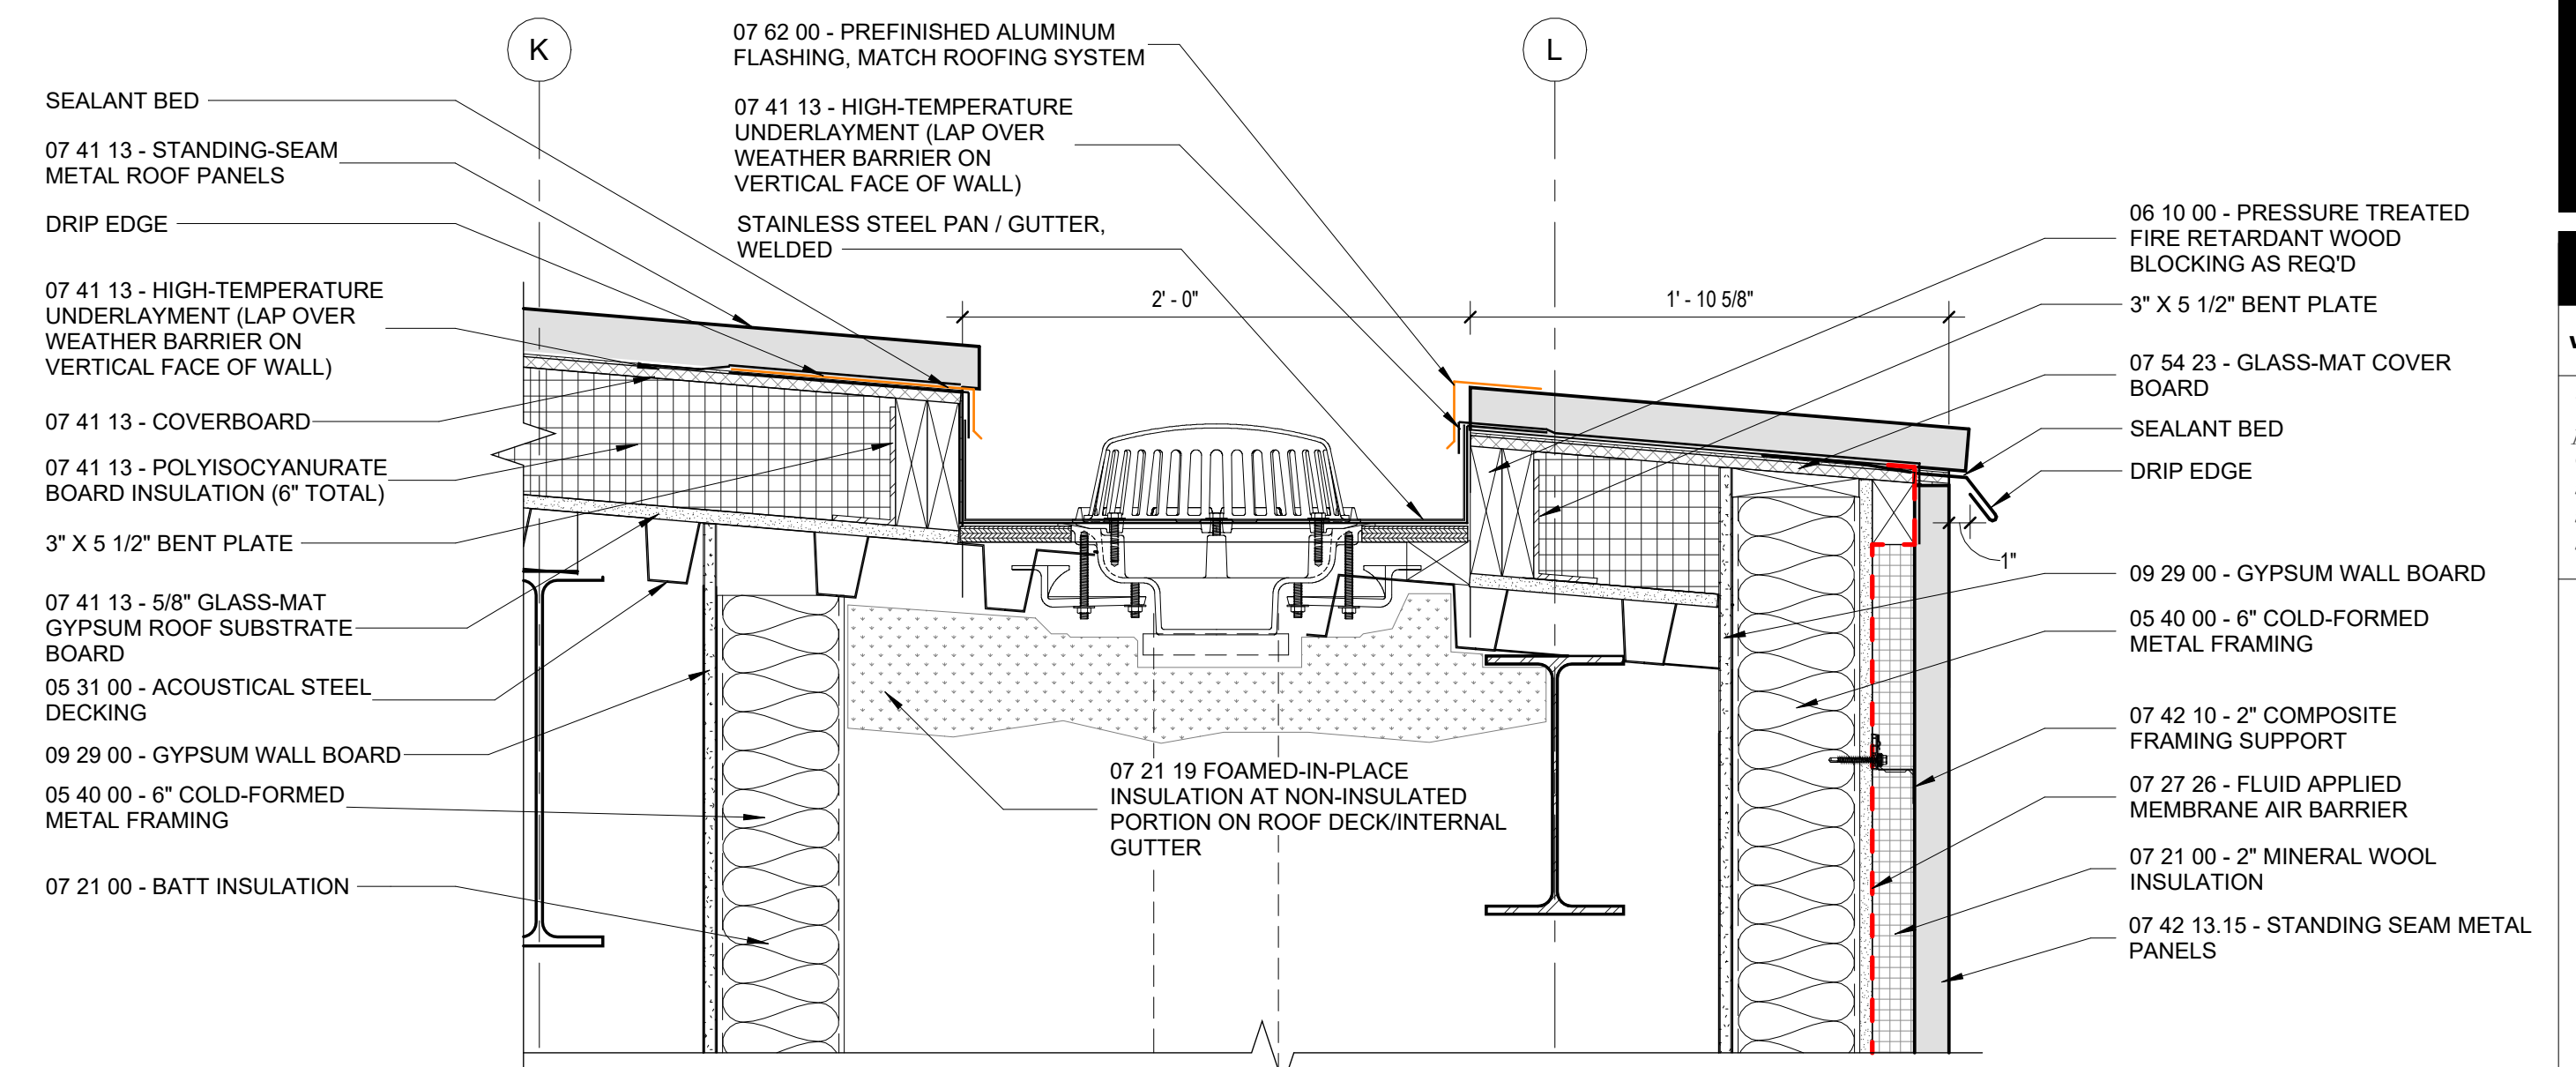 K
L
07 62 00 - PREFINISHED ALUMINUM
FLASHING, MATCH ROOFING SYSTEM
SEALANT BED
07 41 13 - STANDING-SEAM
METAL ROOF PANELS
DRIP EDGE
07 41 13 - HIGH-TEMPERATURE
UNDERLAYMENT (LAP OVER
WEATHER BARRIER ON
VERTICAL FACE OF WALL)
07 41 13 - COVERBOARD
07 41 13 - POLYISOCYANURATE
BOARD INSULATION (6" TOTAL)
3" X 5 1/2" BENT PLATE
07 41 13 - 5/8" GLASS-MAT
GYPSUM ROOF SUBSTRATE
BOARD
05 31 00 - ACOUSTICAL STEEL
DECKING
09 29 00 - GYPSUM WALL BOARD
05 40 00 - 6" COLD-FORMED
METAL FRAMING
07 21 00 - BATT INSULATION
07 41 13 - HIGH-TEMPERATURE
UNDERLAYMENT (LAP OVER
WEATHER BARRIER ON
VERTICAL FACE OF WALL)
STAINLESS STEEL PAN / GUTTER,
WELDED
2' - 0"
1' - 10 5/8"
07 21 19 FOAMED-IN-PLACE
INSULATION AT NON-INSULATED
PORTION ON ROOF DECK/INTERNAL
GUTTER
06 10 00 - PRESSURE TREATED
FIRE RETARDANT WOOD
BLOCKING AS REQ'D
3" X 5 1/2" BENT PLATE
07 54 23 - GLASS-MAT COVER
BOARD
SEALANT BED
DRIP EDGE
1"
09 29 00 - GYPSUM WALL BOARD
05 40 00 - 6" COLD-FORMED
METAL FRAMING
07 42 10 - 2" COMPOSITE
FRAMING SUPPORT
07 27 26 - FLUID APPLIED
MEMBRANE AIR BARRIER
07 21 00 - 2" MINERAL WOOL
INSULATION
07 42 13.15 - STANDING SEAM METAL
PANELS